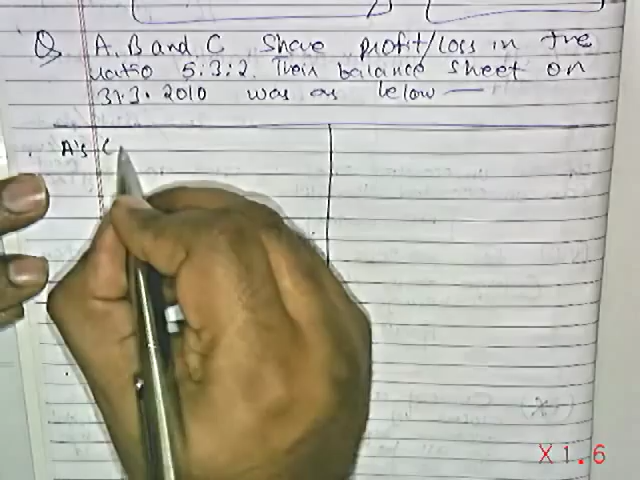 Q A, B and C Share profit/loss in the
ratio 5:3:2. Their balance sheet on
31.3.2010 was as below —
A's C
X1.6